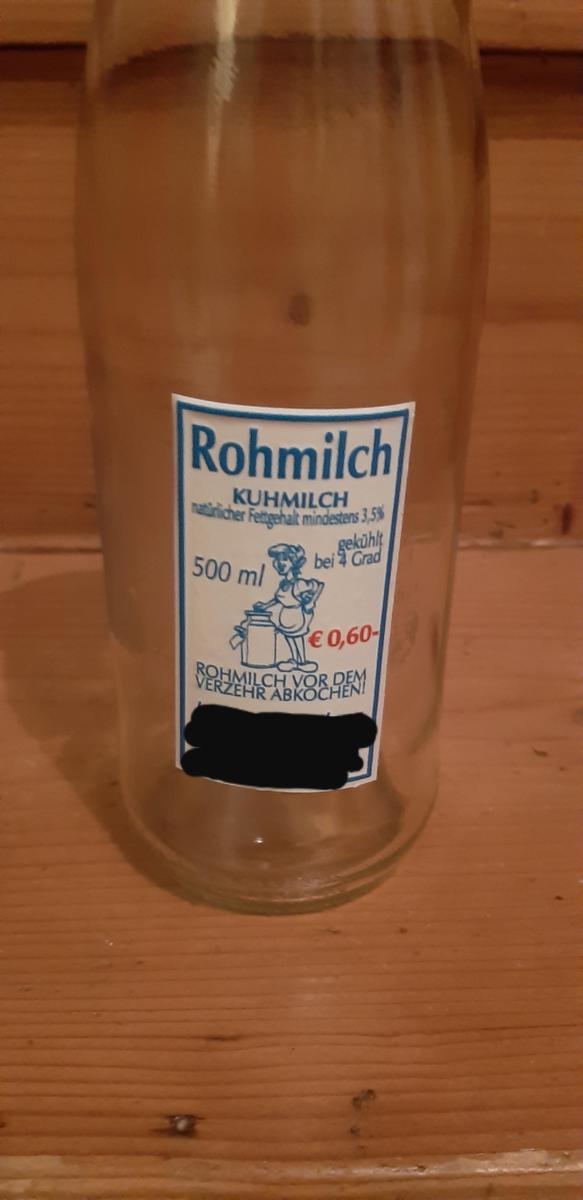 Rohmilch
KUHMILCH
natürlicher Fettgehalt mindestens 3,5%
gekühlt
500 ml bei 4 Grad
€ 0,60-
ROHMILCH VOR DEM
VERZEHR ABKOCHEN!